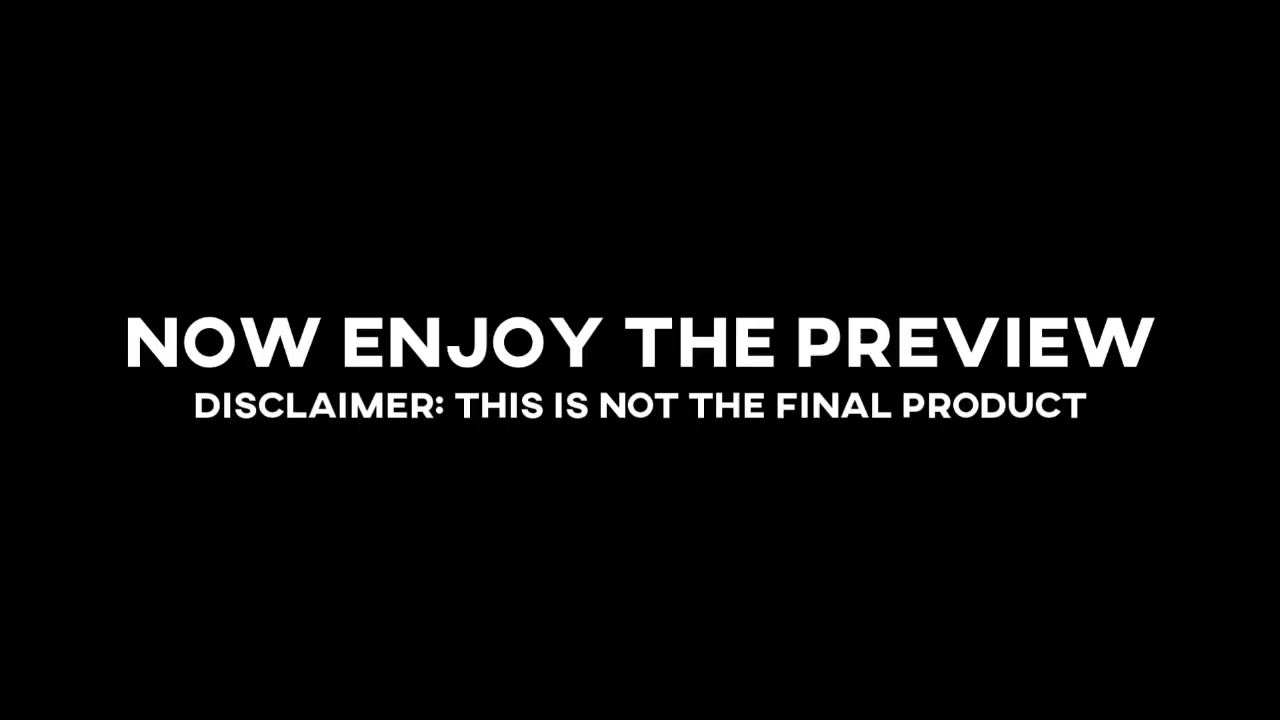 NOW ENJOY THE PREVIEW
DISCLAIMER: THIS IS NOT THE FINAL PRODUCT